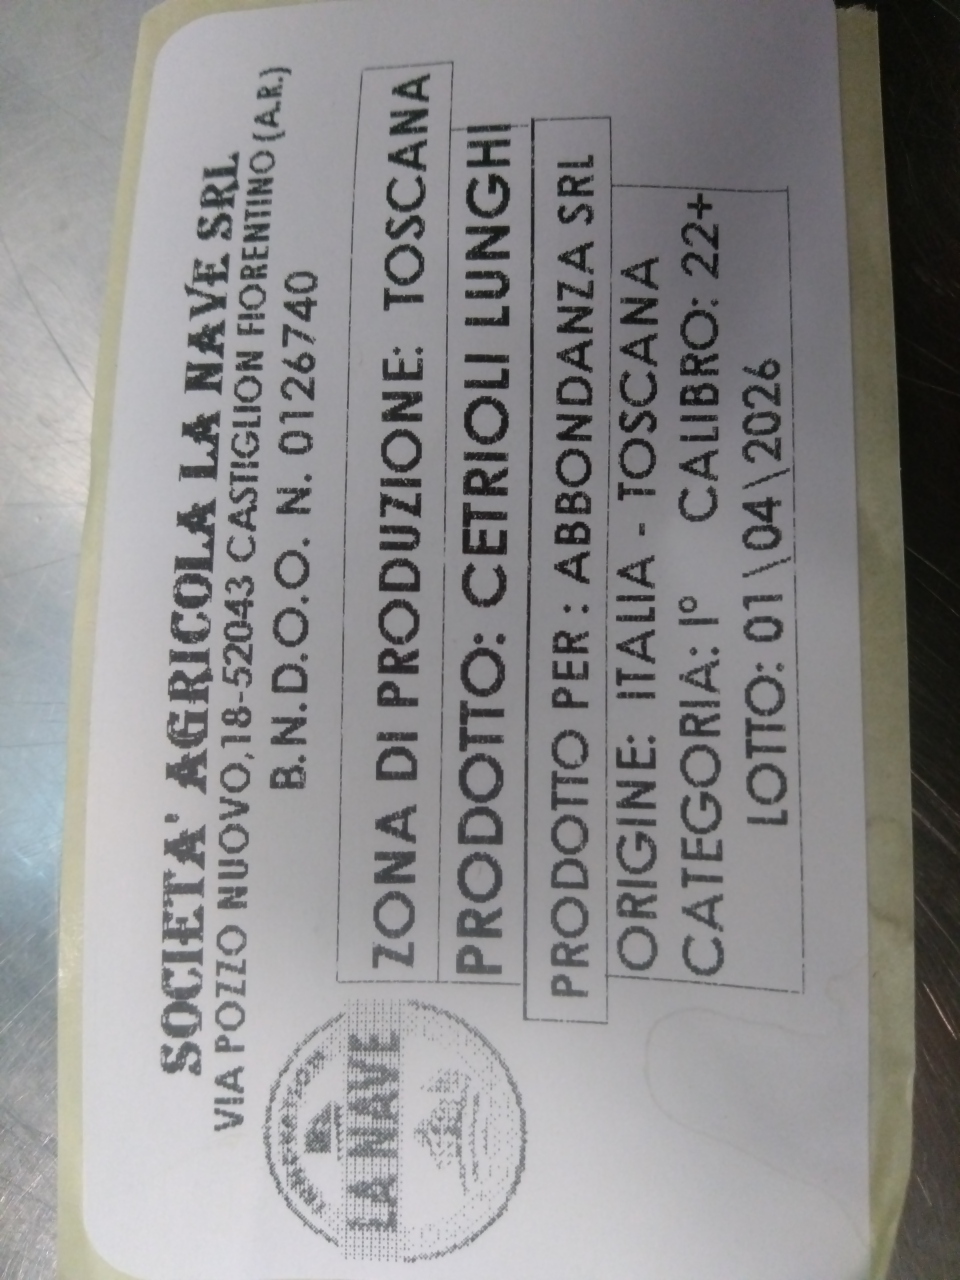 SOCIETA' AGRICOLA LA NAVE SRL
VIA POZZO NUOVO,18-52043 CASTIGLION FIORENTINO (A.R.)
B.N.D.O.O. N. 0126740
LA NAVE
ZONA DI PRODUZIONE: TOSCANA
PRODOTTO: CETRIOLI LUNGHI
PRODOTTO PER : ABBONDANZA SRL
ORIGINE: ITALIA - TOSCANA
CATEGORIA: I° CALIBRO: 22+
LOTTO: 01\04\2026